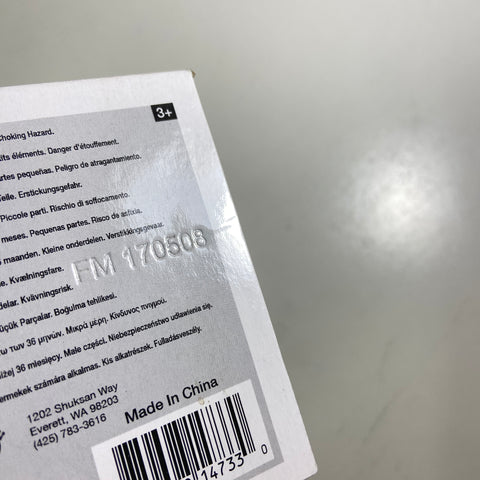 3+
Choking Hazard.
éléments. Danger d'étouffement.
pequeñas. Peligro de atragantamiento.
Teile. Erstickungsgefahr.
Piccole parti. Rischio di soffocamento.
meses. Pequenas partes. Risco de asfixia.
maanden. Kleine onderdelen. Verstikkingsgevaar.
Kvælningsfare.
FM 170508
delar. Kvävningsrisk.
Küçük Parçalar. Boğulma tehlikesi.
των 36 μηνών. Μικρά μέρη. Κίνδυνος πνιγμού.
36 miesięcy. Małe części. Niebezpieczeństwo udławienia się.
gyermekek számára alkalmas. Kis alkatrészek. Fulladásveszély.
1202 Shuksan Way
Everett, WA 98203
(425) 783-3616
Made In China
14733 0